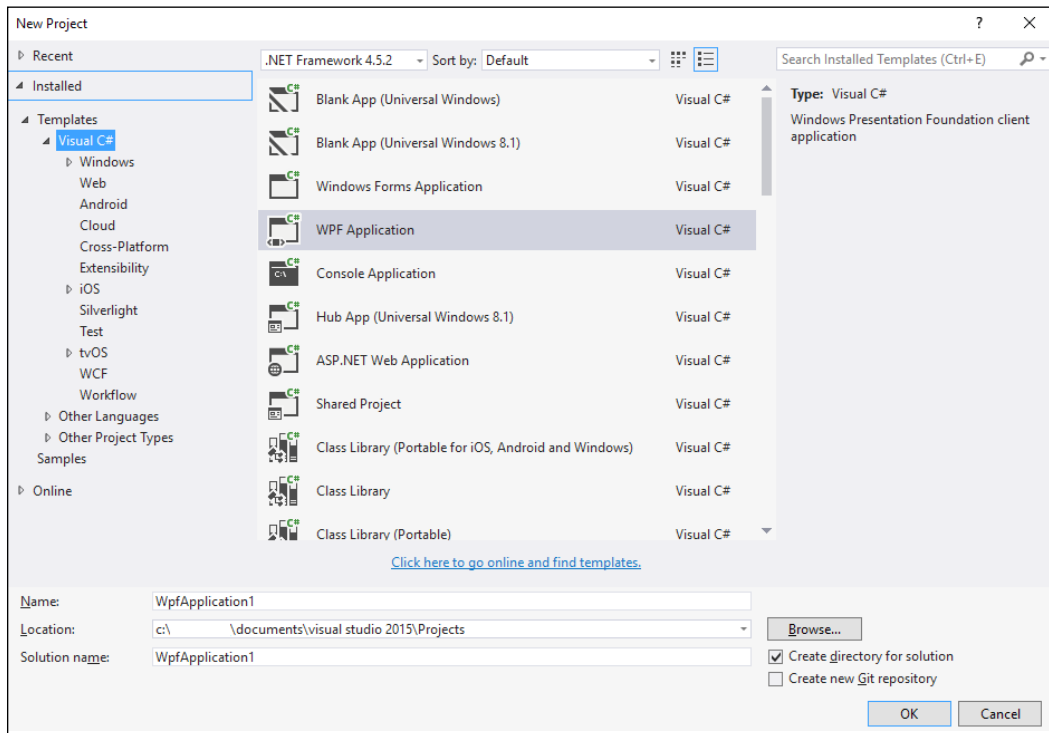 New Project
?
Recent
.NET Framework 4.5.2
Sort by: Default
Search Installed Templates (Ctrl+E)
Installed
Templates
Visual C#
Windows
Web
Android
Cloud
Cross-Platform
Extensibility
iOS
Silverlight
Test
tvOS
WCF
Workflow
Other Languages
Other Project Types
Samples
Online
C# Blank App (Universal Windows) Visual C#
C# Blank App (Universal Windows 8.1) Visual C#
C# Windows Forms Application Visual C#
C# WPF Application Visual C#
C# C:\ Console Application Visual C#
C# Hub App (Universal Windows 8.1) Visual C#
C# ASP.NET Web Application Visual C#
C# Shared Project Visual C#
C# Class Library (Portable for iOS, Android and Windows) Visual C#
C# Class Library Visual C#
C# Class Library (Portable) Visual C#
Type: Visual C#
Windows Presentation Foundation client
application
Click here to go online and find templates.
Name: WpfApplication1
Location: c:\ \documents\visual studio 2015\Projects
Browse...
Solution name: WpfApplication1
Create directory for solution
Create new Git repository
OK
Cancel